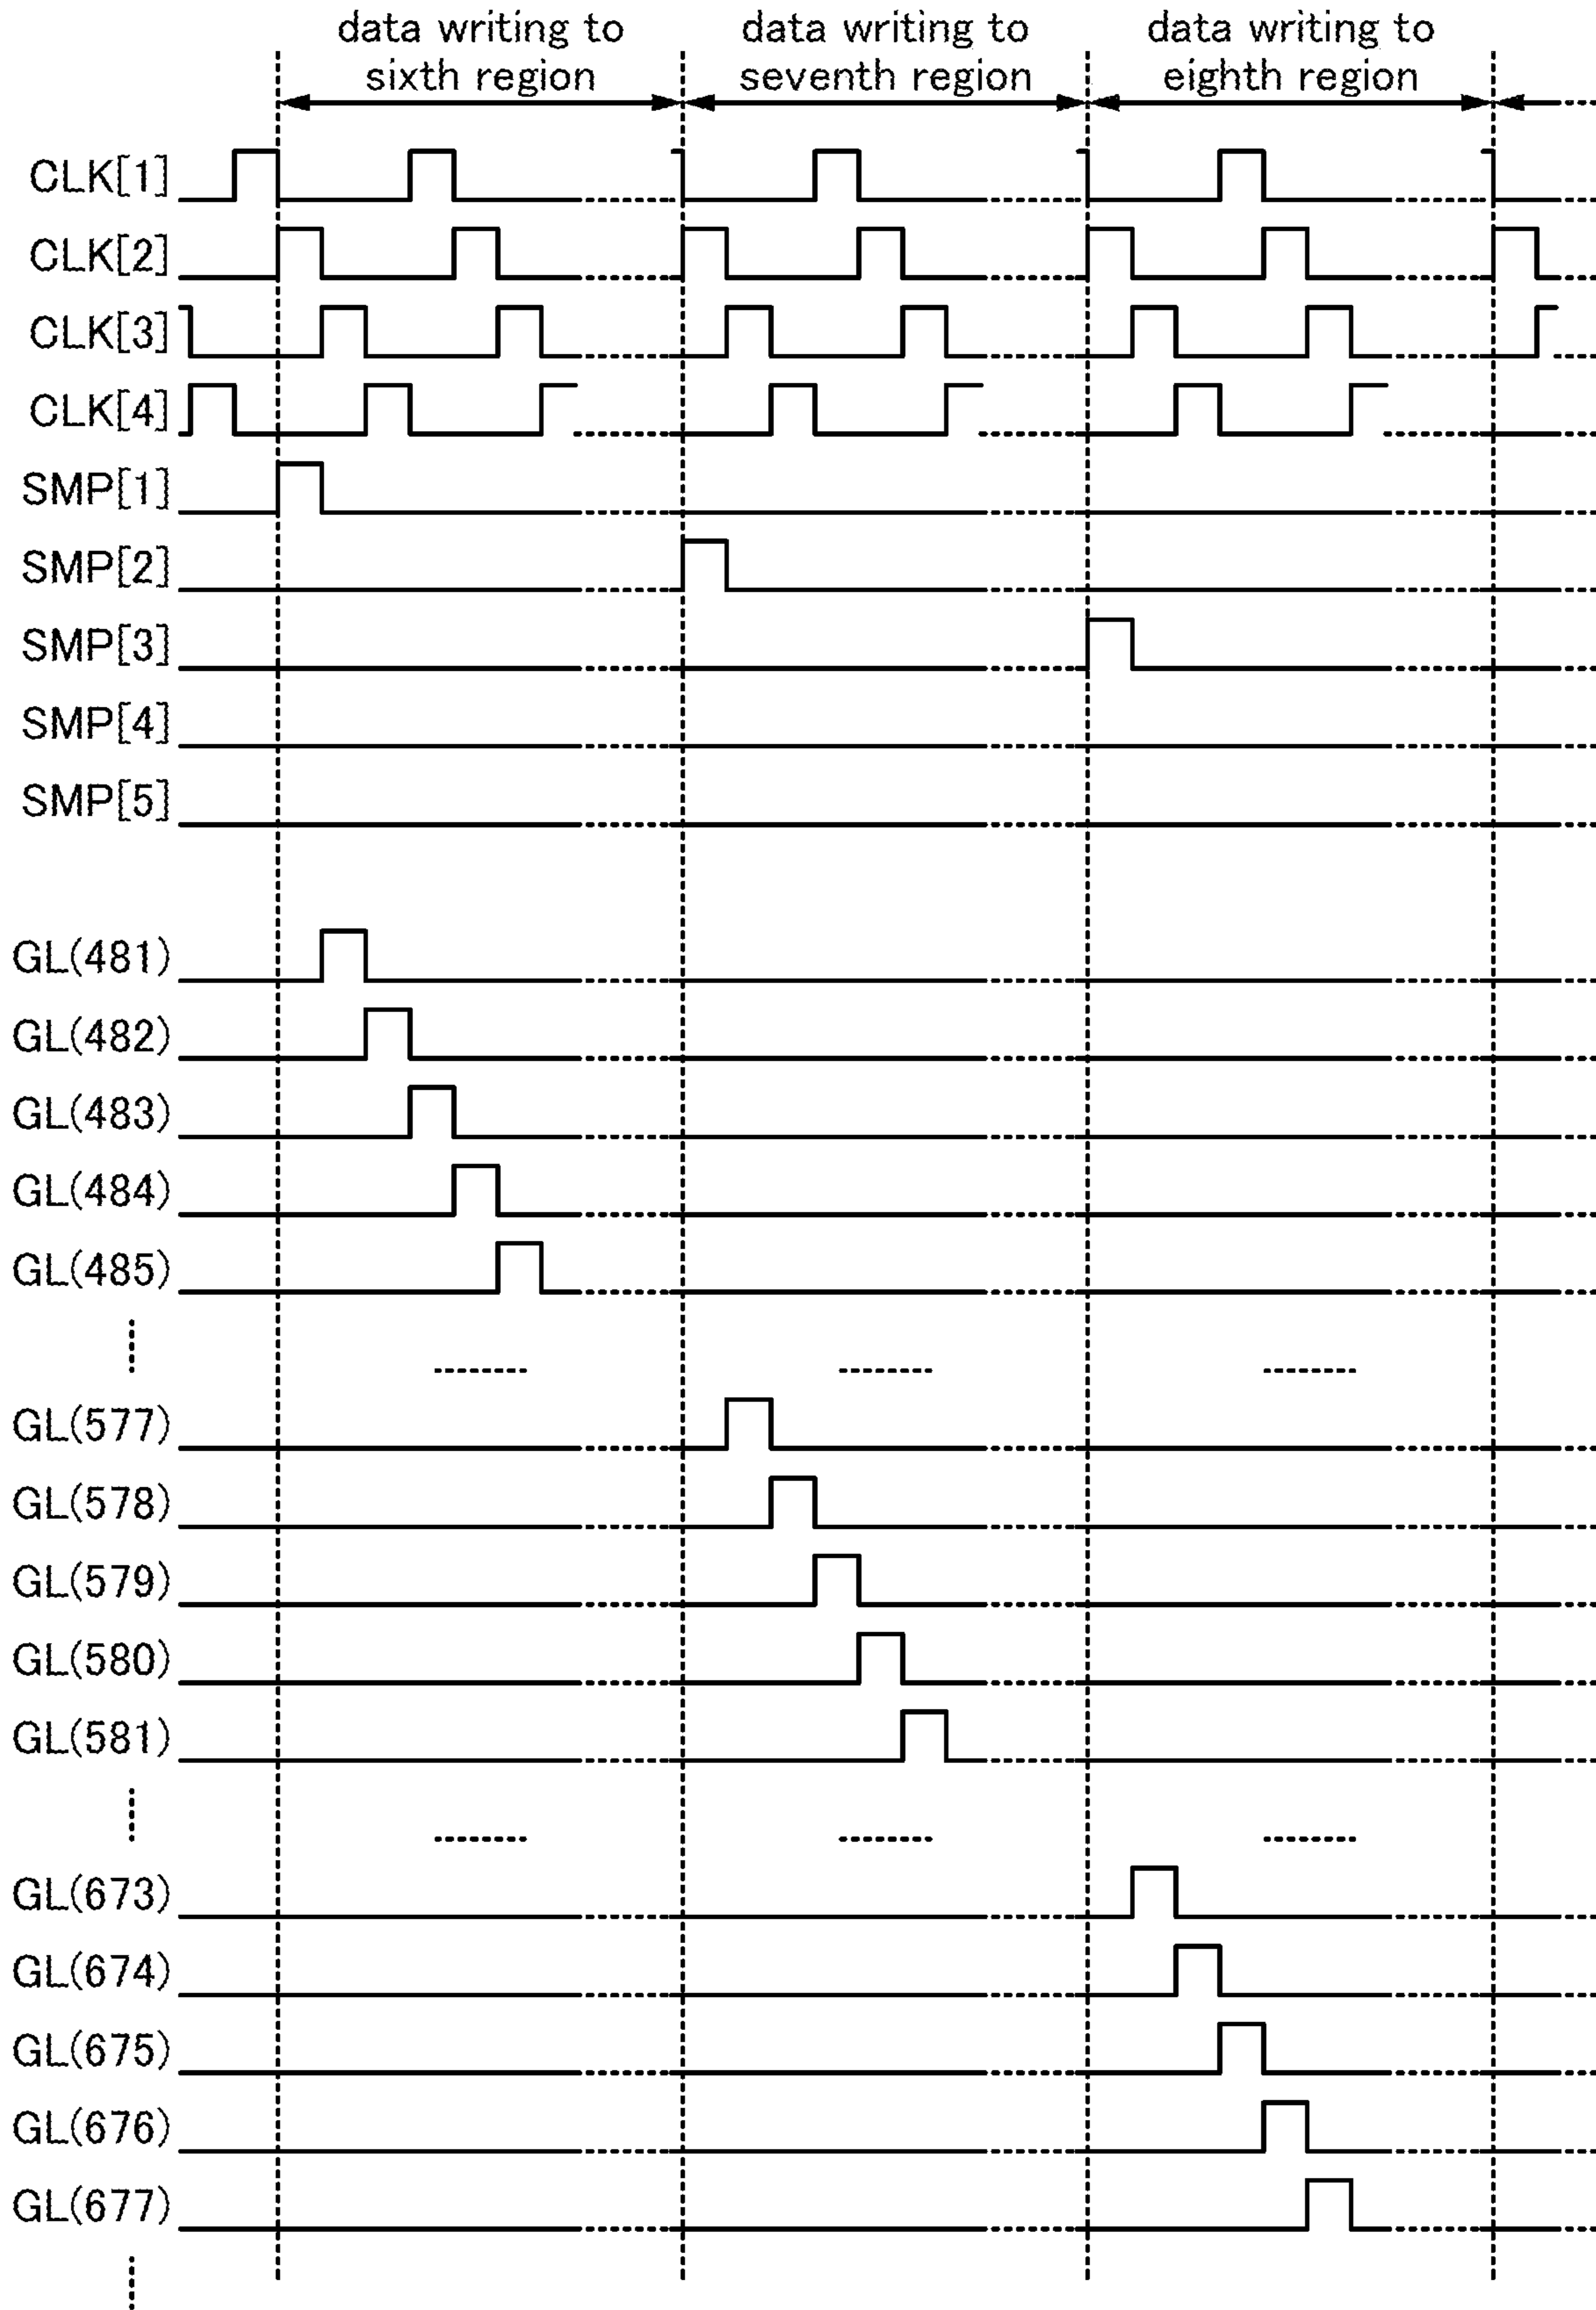 data writing to
sixth region
data writing to
seventh region
data writing to
eighth region
CLK[1]
CLK[2]
CLK[3]
CLK[4]
SMP[1]
SMP[2]
SMP[3]
SMP[4]
SMP[5]
GL(481)
GL(482)
GL(483)
GL(484)
GL(485)
GL(577)
GL(578)
GL(579)
GL(580)
GL(581)
GL(673)
GL(674)
GL(675)
GL(676)
GL(677)